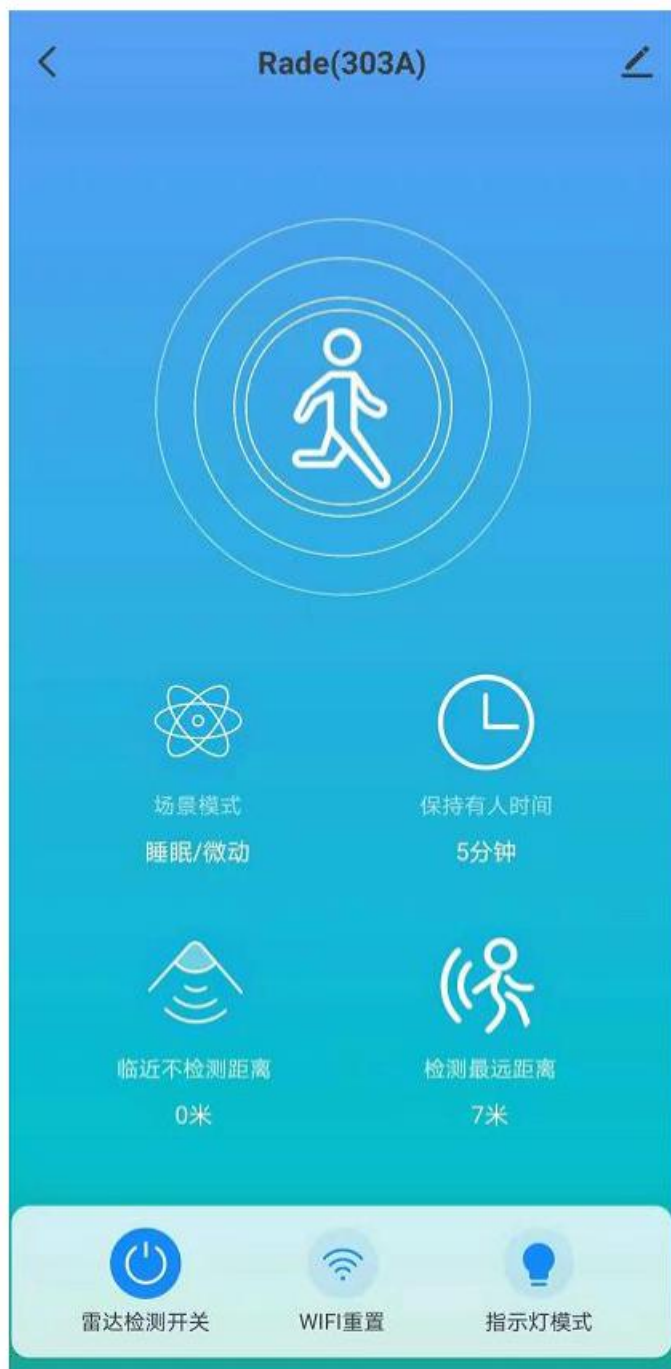 Rade(303A)
场景模式
保持有人时间
睡眠/微动
5分钟
临近不检测距离
检测最远距离
0米
7米
雷达检测开关
WIFI重置
指示灯模式